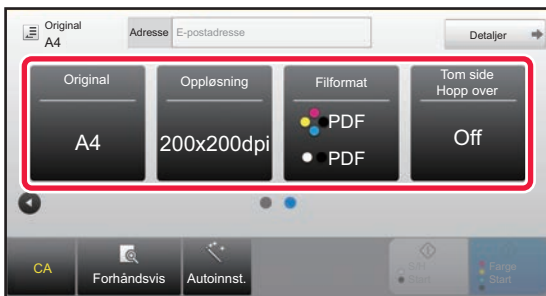 Original
A4
Adresse
E-postadresse
Detaljer
Original
A4
Oppløsning
200x200dpi
Filformat
PDF
PDF
Tom side
Hopp over
Off
CA
Forhåndsvis
Autoinnst.
S/H
Start
Farge
Start